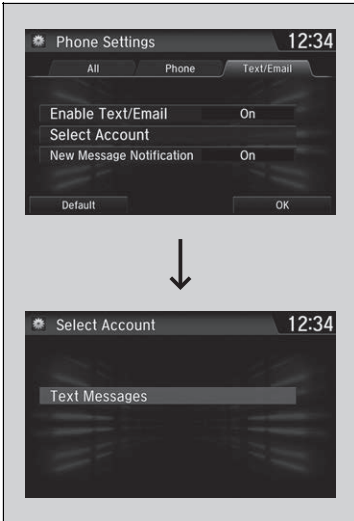 Phone Settings 12:34
All Phone Text/Email
Enable Text/Email On
Select Account
New Message Notification On
Default OK
Select Account 12:34
Text Messages